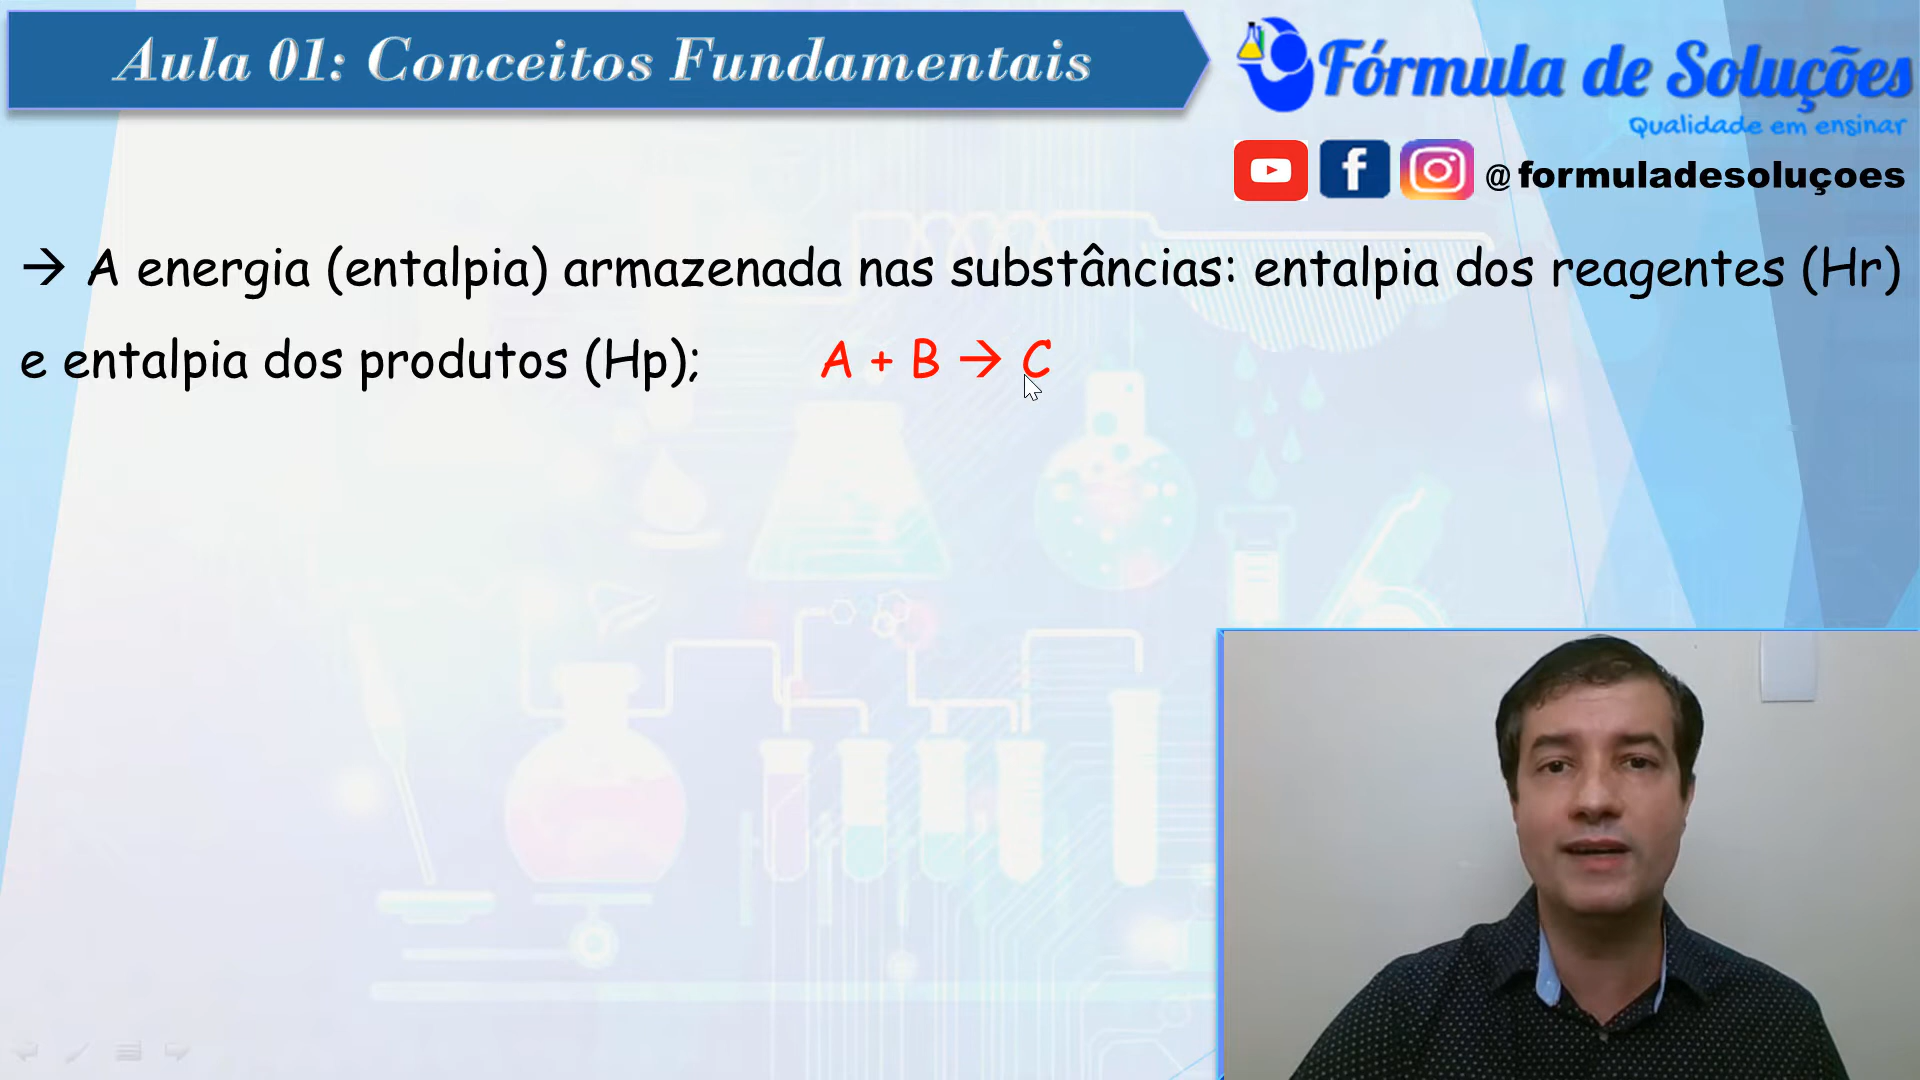 Aula 01: Conceitos Fundamentais
Fórmula de Soluções
Qualidade em ensinar
@formuladesoluçoes
→ A energia (entalpia) armazenada nas substâncias: entalpia dos reagentes (Hr)
e entalpia dos produtos (Hp); A + B → C